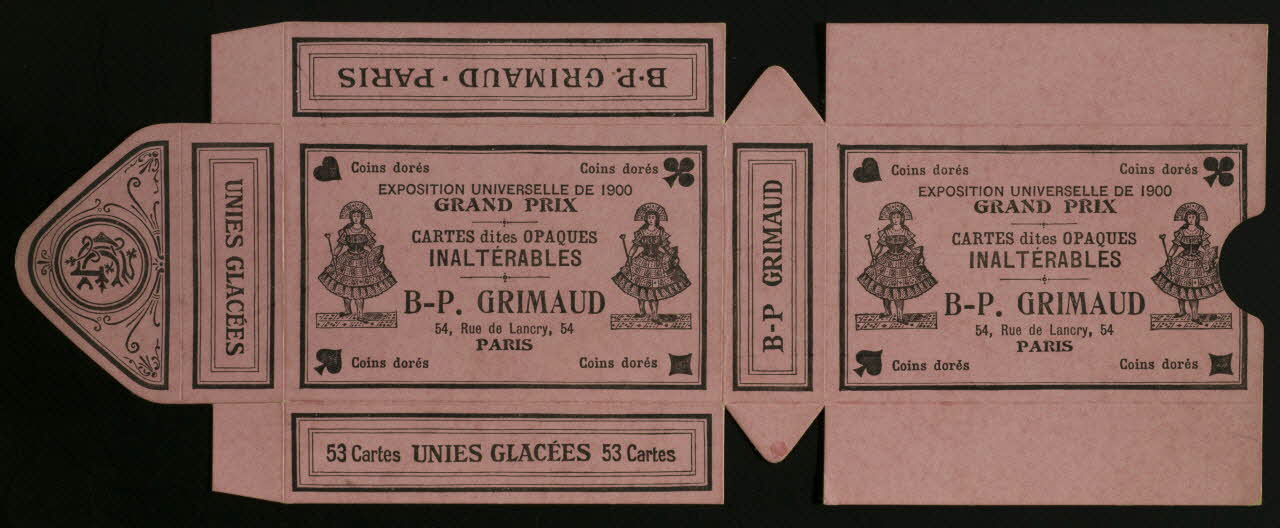 B·P. GRIMAUD · PARIS
UNIES GLACÉES
Coins dorés Coins dorés
EXPOSITION UNIVERSELLE DE 1900
GRAND PRIX
CARTES dites OPAQUES
INALTÉRABLES
B-P. GRIMAUD
54, Rue de Lancry, 54
PARIS
Coins dorés Coins dorés
53 Cartes UNIES GLACÉES 53 Cartes
B-P GRIMAUD
Coins dorés Coins dorés
EXPOSITION UNIVERSELLE DE 1900
GRAND PRIX
CARTES dites OPAQUES
INALTÉRABLES
B-P. GRIMAUD
54, Rue de Lancry, 54
PARIS
Coins dorés Coins dorés